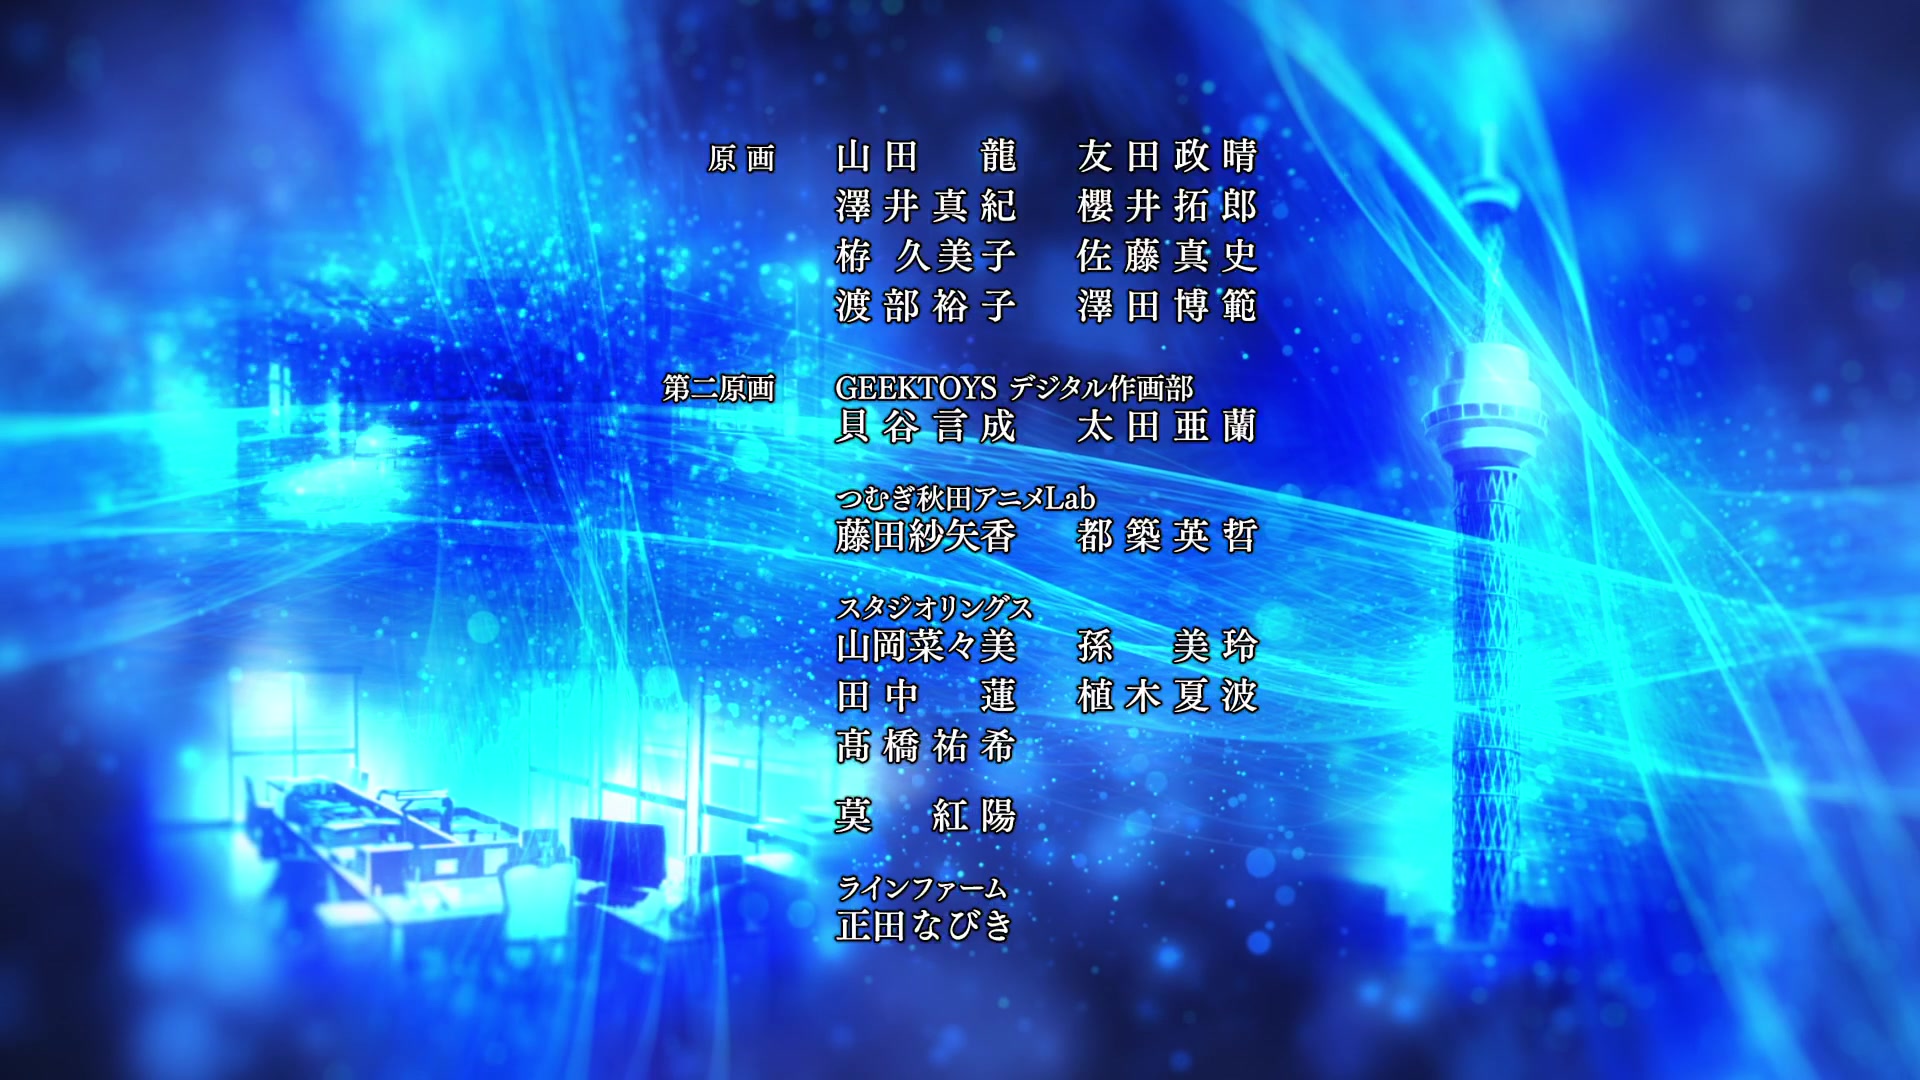 原画 山田 龍 友田政晴
澤井真紀 櫻井拓郎
栫 久美子 佐藤真史
渡部裕子 澤田博範
第二原画 GEEKTOYS デジタル作画部
貝谷言成 太田亜蘭
つむぎ秋田アニメLab
藤田紗矢香 都築英哲
スタジオリングス
山岡菜々美 孫 美玲
田中 蓮 植木夏波
髙橋祐希
莫 紅陽
ラインファーム
正田なびき